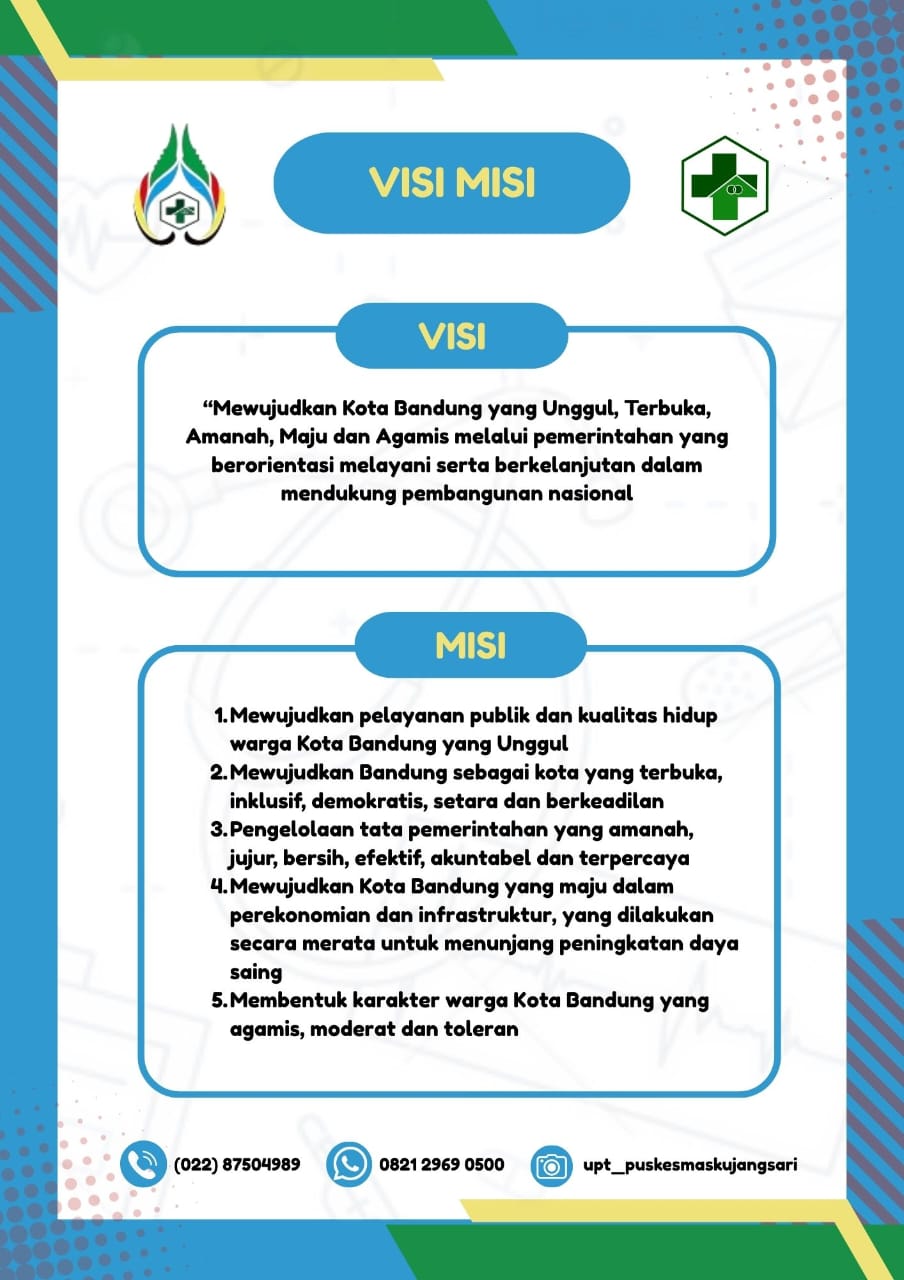 VISI MISI
VISI
“Mewujudkan Kota Bandung yang Unggul, Terbuka,
Amanah, Maju dan Agamis melalui pemerintahan yang
berorientasi melayani serta berkelanjutan dalam
mendukung pembangunan nasional
MISI
1. Mewujudkan pelayanan publik dan kualitas hidup
warga Kota Bandung yang Unggul
2. Mewujudkan Bandung sebagai kota yang terbuka,
inklusif, demokratis, setara dan berkeadilan
3. Pengelolaan tata pemerintahan yang amanah,
jujur, bersih, efektif, akuntabel dan terpercaya
4. Mewujudkan Kota Bandung yang maju dalam
perekonomian dan infrastruktur, yang dilakukan
secara merata untuk menunjang peningkatan daya
saing
5. Membentuk karakter warga Kota Bandung yang
agamis, moderat dan toleran
(022) 87504989
0821 2969 0500
upt_puskesmaskujangsari